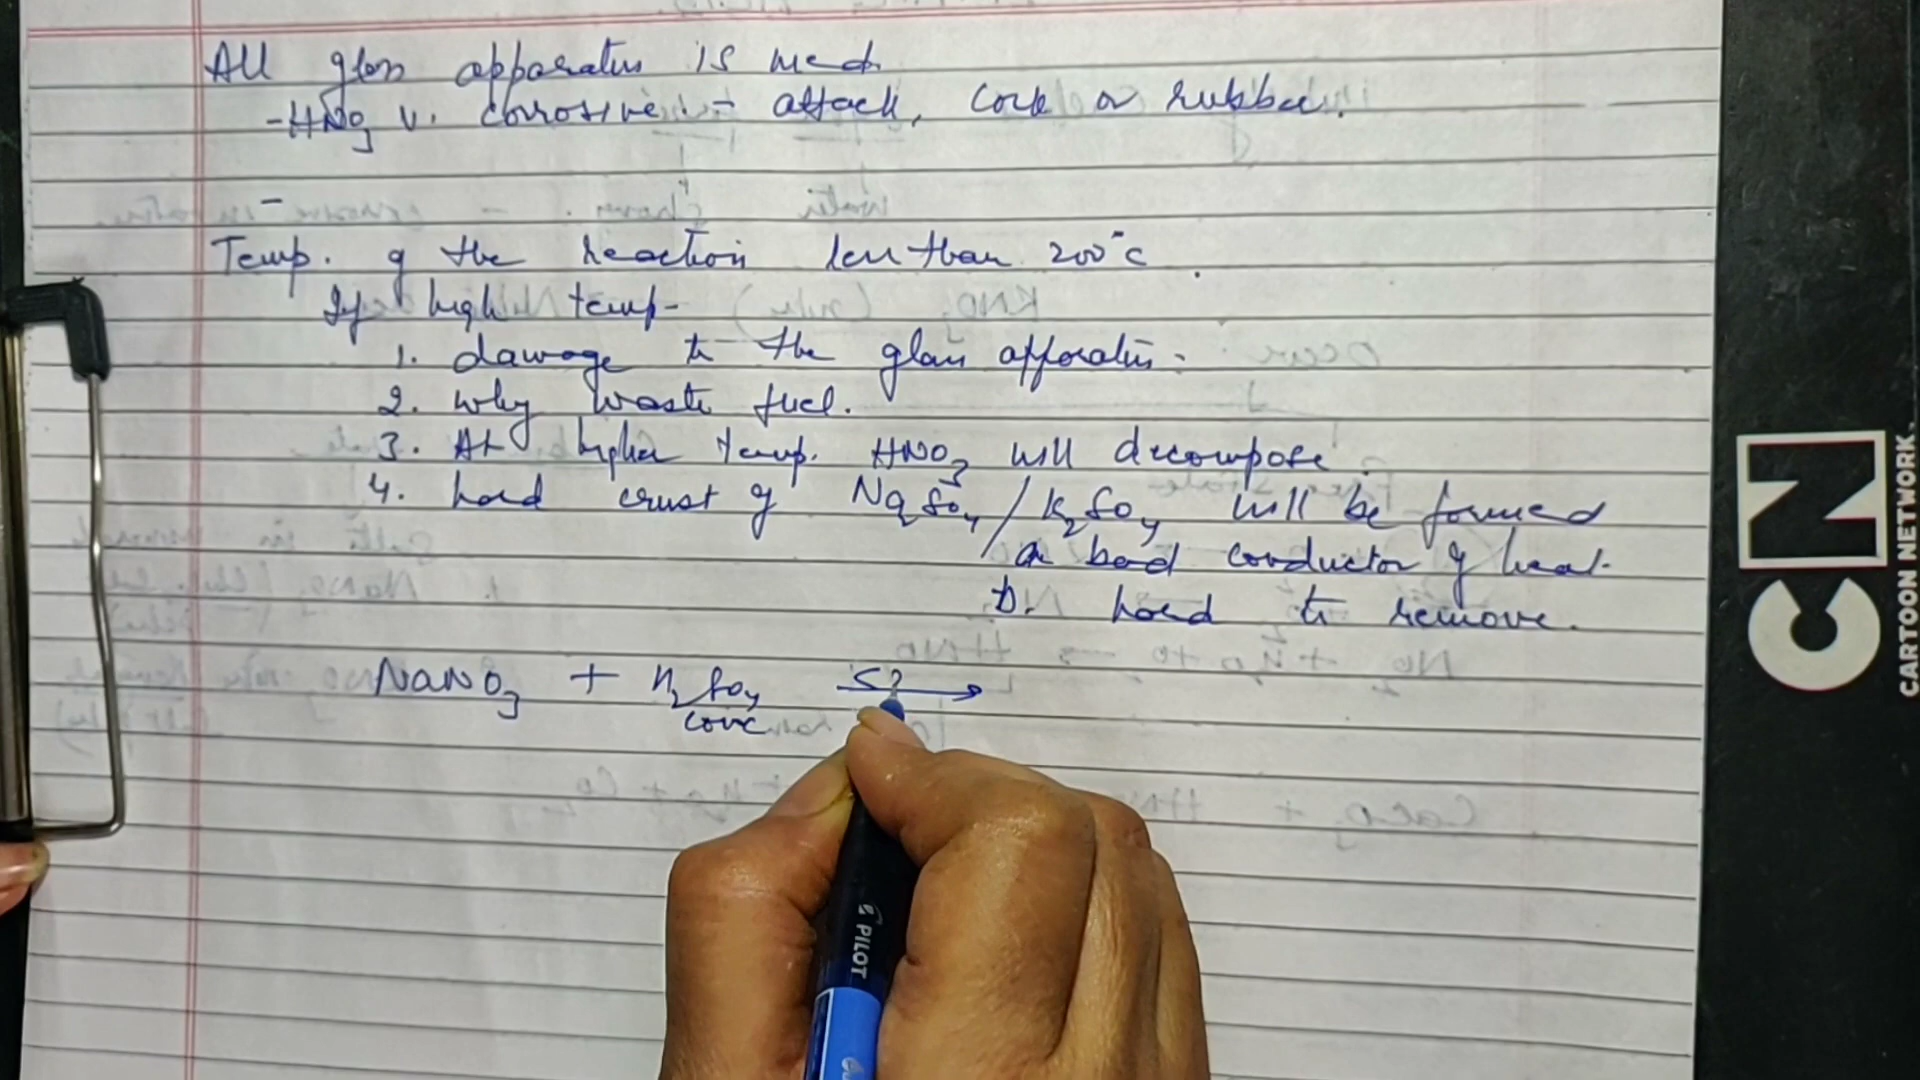 All glass apparatus is used
- HNO3 v. corrosive - attack, cork or rubber.
Temp. of the reaction less than 200°C.
If high temp-
1. damage to the glass apparatus.
2. why waste fuel.
3. At higher temp. HNO3 will decompose.
4. hard crust of Na2SO4/K2SO4 will be formed
a bad conductor of heat.
b. hard to remove.
NaNO3 + H2SO4 <2
conc
PILOT
CN
CARTOON NETWORK